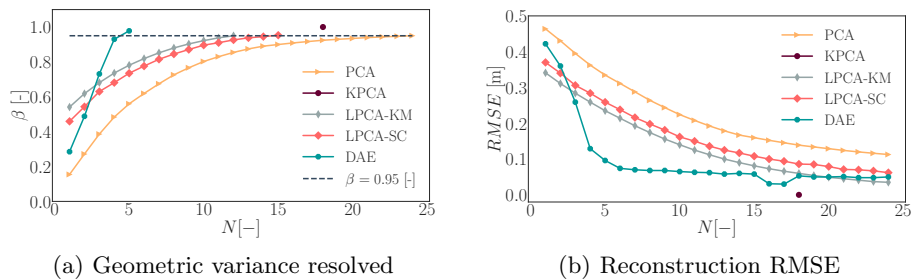 1.0
0.8
0.6
0.4
0.2
0.0
β [-]
0
5
10
15
20
25
N[−]
PCA
KPCA
LPCA-KM
LPCA-SC
DAE
β = 0.95 [-]
(a) Geometric variance resolved
0.5
0.4
0.3
0.2
0.1
0.0
RMSE [m]
0
5
10
15
20
25
N[−]
PCA
KPCA
LPCA-KM
LPCA-SC
DAE
(b) Reconstruction RMSE